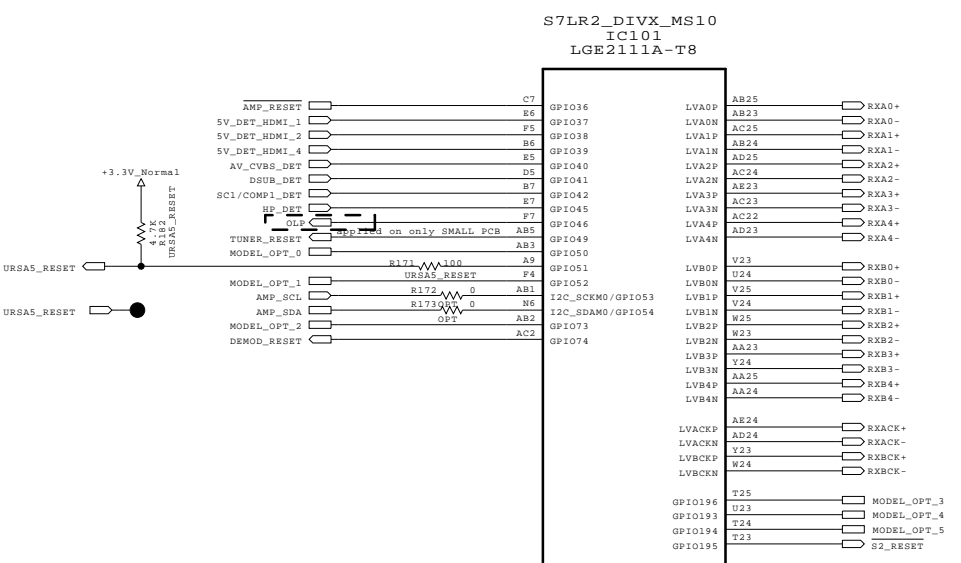 S7LR2_DIVX_MS10
IC101
LGE2111A-T8
AMP_RESET C7 GPIO36
5V_DET_HDMI_1 E6 GPIO37
5V_DET_HDMI_2 F5 GPIO38
5V_DET_HDMI_4 B6 GPIO39
AV_CVBS_DET E5 GPIO40
DSUB_DET D5 GPIO41
SC1/COMP1_DET B7 GPIO42
HP_DET E7 GPIO45
OLP F7 GPIO46
applied on only SMALL PCB
TUNER_RESET AB5 GPIO49
MODEL_OPT_0 AB3 GPIO50
+3.3V_Normal
4.7K
R182
URSA5_RESET
URSA5_RESET R171 100 A9 GPIO51
URSA5_RESET
MODEL_OPT_1 F4 GPIO52
AMP_SCL R172 0 AB1 I2C_SCKM0/GPIO53
OPT
AMP_SDA R173 0 N6 I2C_SDAM0/GPIO54
OPT
URSA5_RESET
MODEL_OPT_2 AB2 GPIO73
DEMOD_RESET AC2 GPIO74
LVA0P AB25 RXA0+
LVA0N AB23 RXA0-
LVA1P AC25 RXA1+
LVA1N AB24 RXA1-
LVA2P AD25 RXA2+
LVA2N AC24 RXA2-
LVA3P AE23 RXA3+
LVA3N AC23 RXA3-
LVA4P AC22 RXA4+
LVA4N AD23 RXA4-
LVB0P V23 RXB0+
LVB0N U24 RXB0-
LVB1P V25 RXB1+
LVB1N V24 RXB1-
LVB2P W25 RXB2+
LVB2N W23 RXB2-
LVB3P AA23 RXB3+
LVB3N Y24 RXB3-
LVB4P AA25 RXB4+
LVB4N AA24 RXB4-
LVACKP AE24 RXACK+
LVACKN AD24 RXACK-
LVBCKP Y23 RXBCK+
LVBCKN W24 RXBCK-
GPIO196 T25 MODEL_OPT_3
GPIO193 U23 MODEL_OPT_4
GPIO194 T24 MODEL_OPT_5
GPIO195 T23 S2_RESET